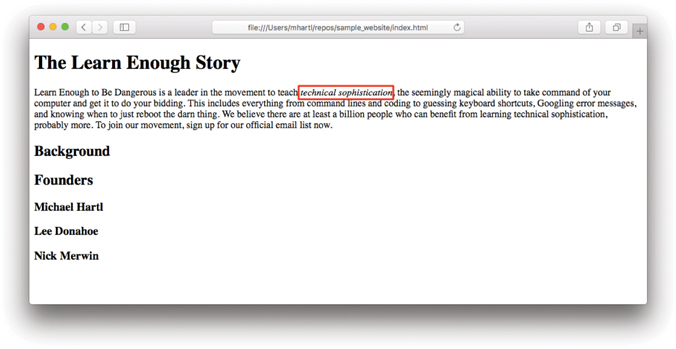 file:///Users/mhartl/repos/sample_website/index.html
The Learn Enough Story
Learn Enough to Be Dangerous is a leader in the movement to teach technical sophistication, the seemingly magical ability to take command of your
computer and get it to do your bidding. This includes everything from command lines and coding to guessing keyboard shortcuts, Googling error messages,
and knowing when to just reboot the darn thing. We believe there are at least a billion people who can benefit from learning technical sophistication,
probably more. To join our movement, sign up for our official email list now.
Background
Founders
Michael Hartl
Lee Donahoe
Nick Merwin